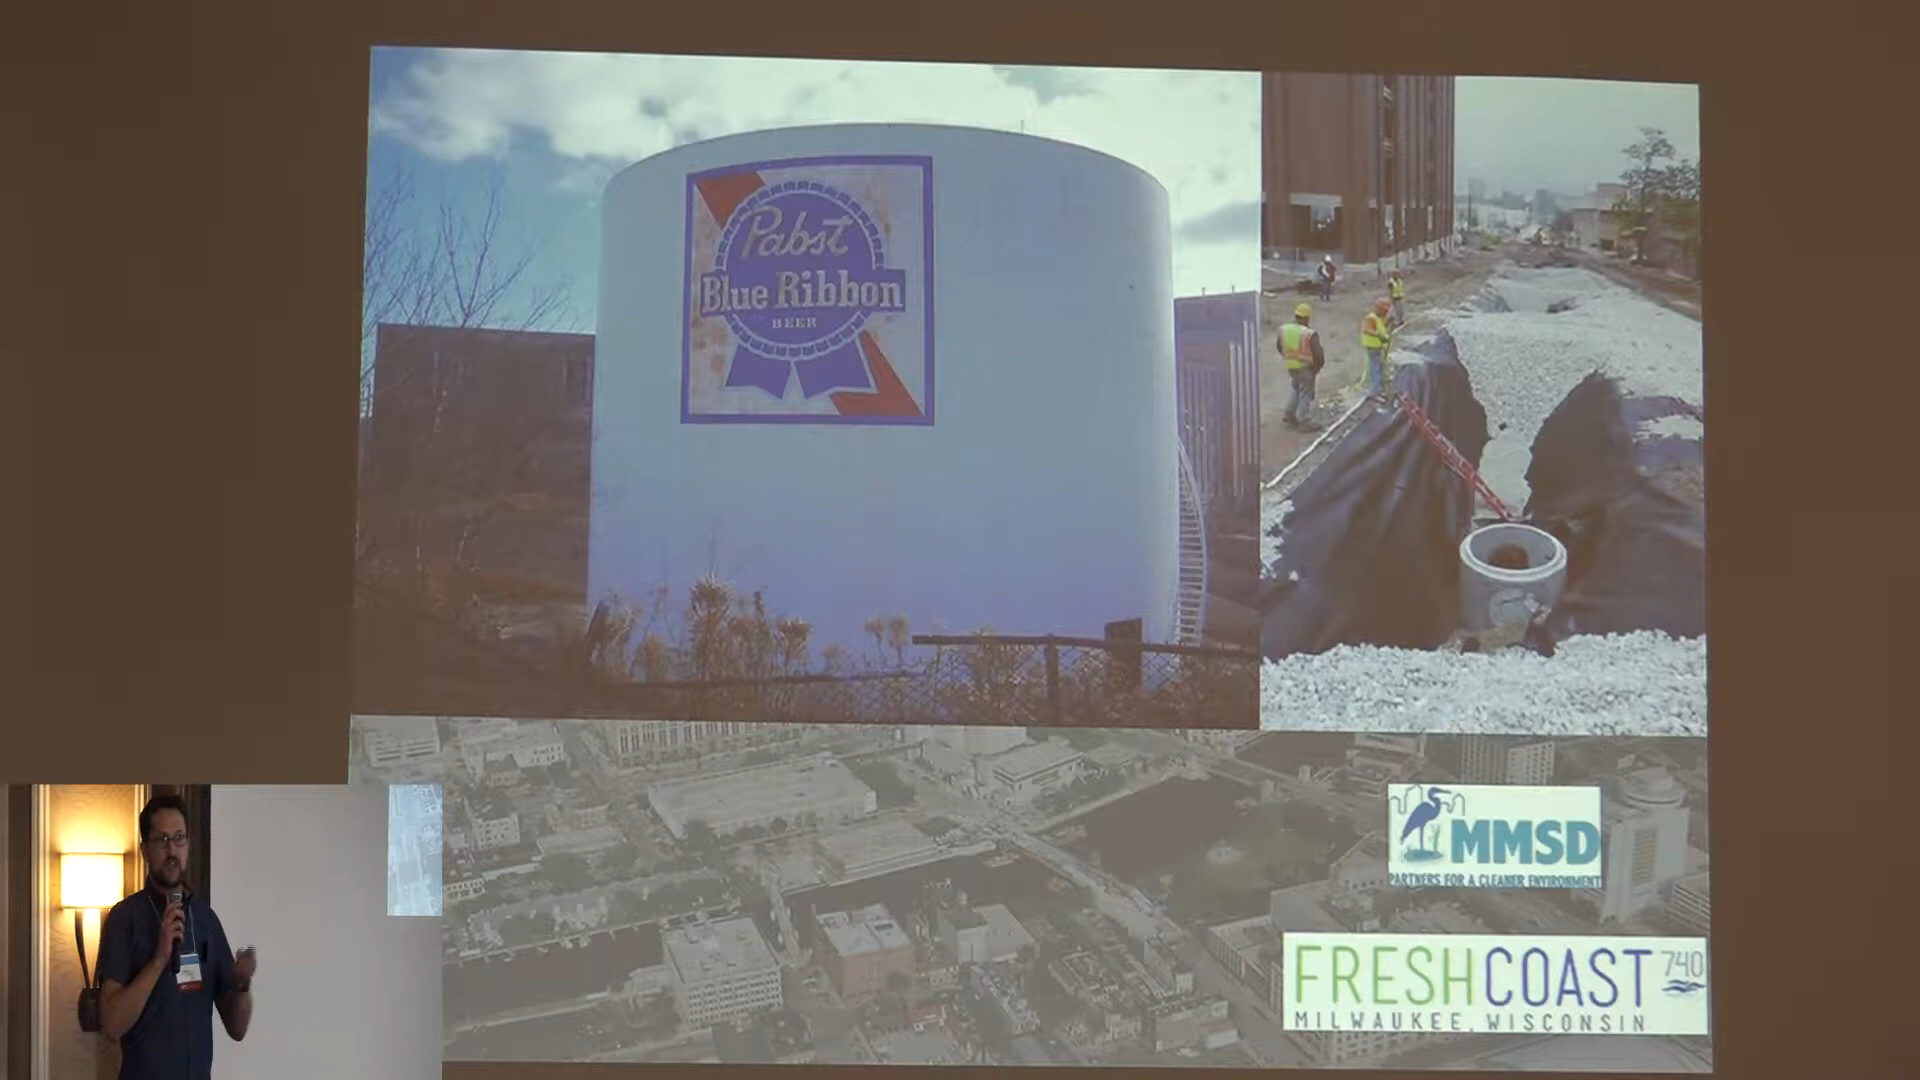 Pabst
Blue Ribbon
BEER
MMSD
PARTNERS FOR A CLEANER ENVIRONMENT
FRESHCOAST 740
MILWAUKEE, WISCONSIN